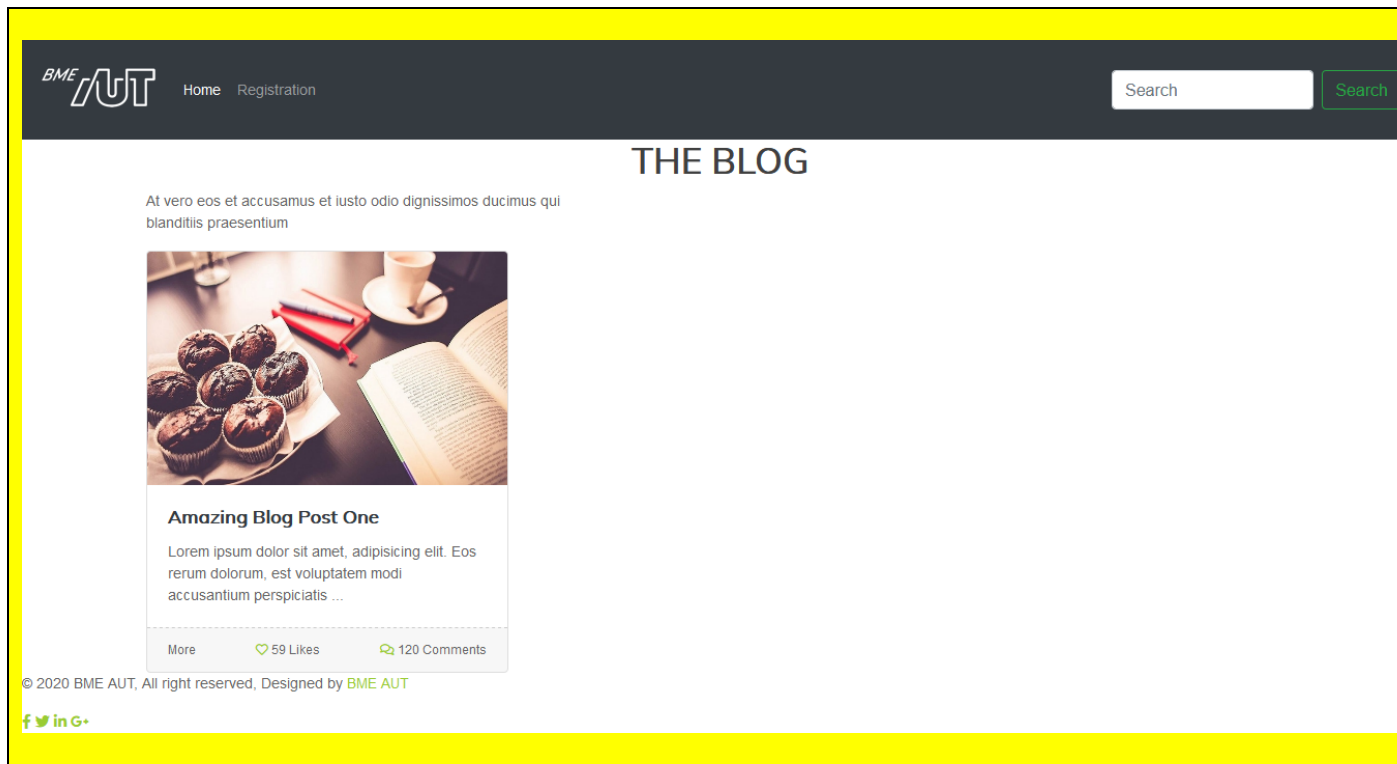 BME AUT Home Registration Search Search
THE BLOG
At vero eos et accusamus et iusto odio dignissimos ducimus qui
blanditiis praesentium
Amazing Blog Post One
Lorem ipsum dolor sit amet, adipisicing elit. Eos
rerum dolorum, est voluptatem modi
accusantium perspiciatis ...
More 59 Likes 120 Comments
© 2020 BME AUT, All right reserved, Designed by BME AUT
f in G+